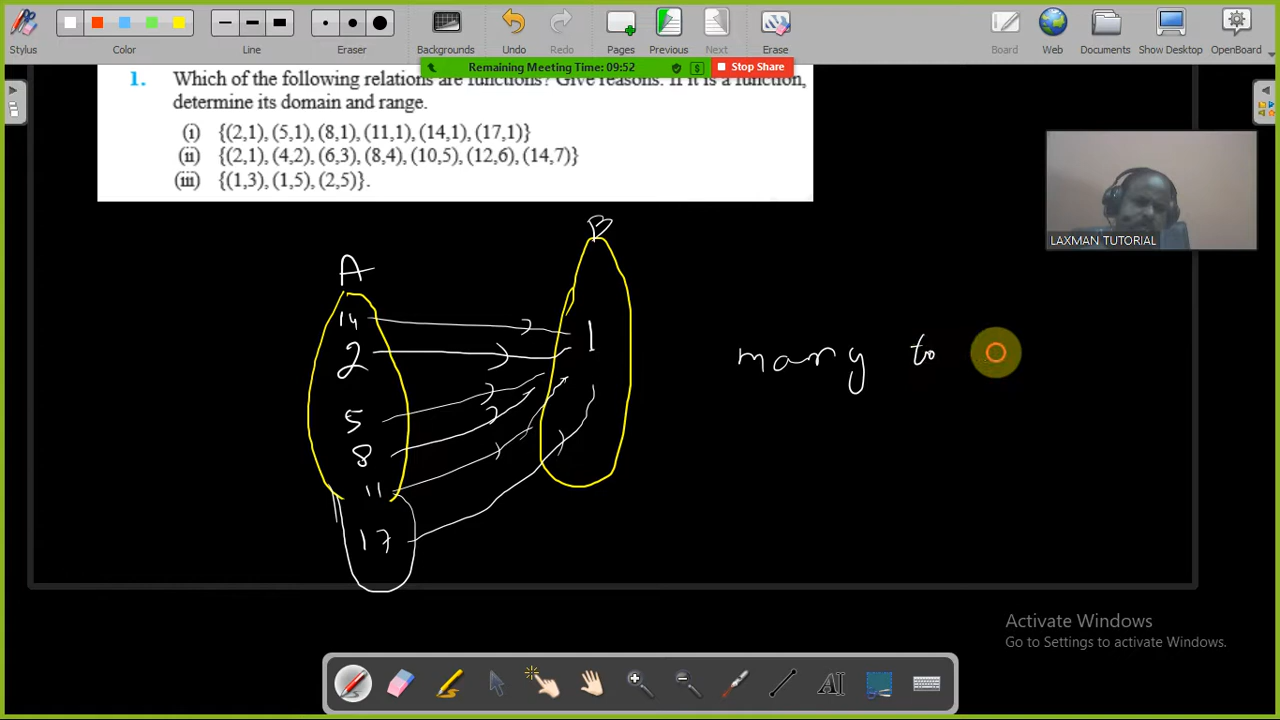 Stylus Color Line Eraser Backgrounds Undo Redo Pages Previous Next Erase Board Web Documents Show Desktop OpenBoard
Remaining Meeting Time: 09:52 $ Stop Share
1. Which of the following relations are functions? Give reasons. If it is a function,
determine its domain and range.
(i) {(2,1), (5,1), (8,1), (11,1), (14,1), (17,1)}
(ii) {(2,1), (4,2), (6,3), (8,4), (10,5), (12,6), (14,7)}
(iii) {(1,3), (1,5), (2,5)}.
LAXMAN TUTORIAL
A
B
14
2
5
8
11
17
1
many to
Activate Windows
Go to Settings to activate Windows.
AI